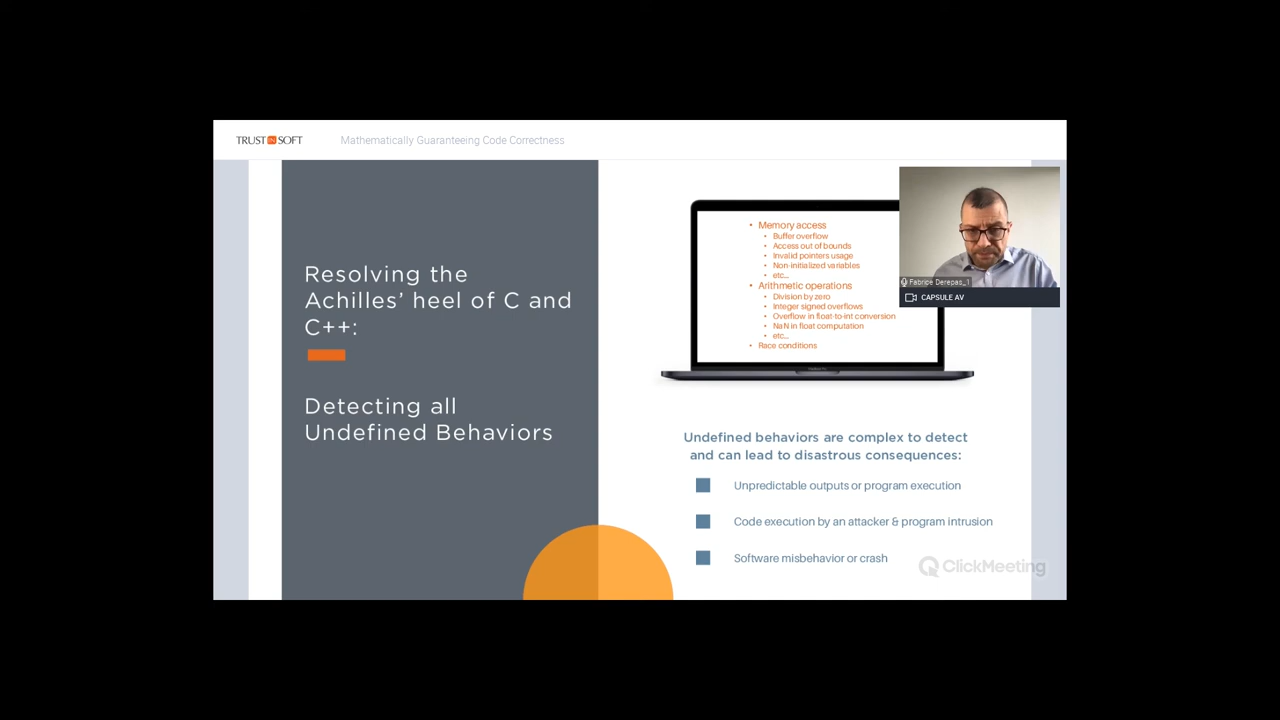 TRUST IN SOFT
Mathematically Guaranteeing Code Correctness
Resolving the
Achilles’ heel of C and
C++:
Detecting all
Undefined Behaviors
• Memory access
• Buffer overflow
• Access out of bounds
• Invalid pointers usage
• Non-initialized variables
• etc...
• Arithmetic operations
• Division by zero
• Integer signed overflows
• Overflow in float-to-int conversion
• NaN in float computation
• etc...
• Race conditions
Fabrice Derepas_1
CAPSULE AV
Undefined behaviors are complex to detect
and can lead to disastrous consequences:
Unpredictable outputs or program execution
Code execution by an attacker & program intrusion
Software misbehavior or crash
ClickMeeting